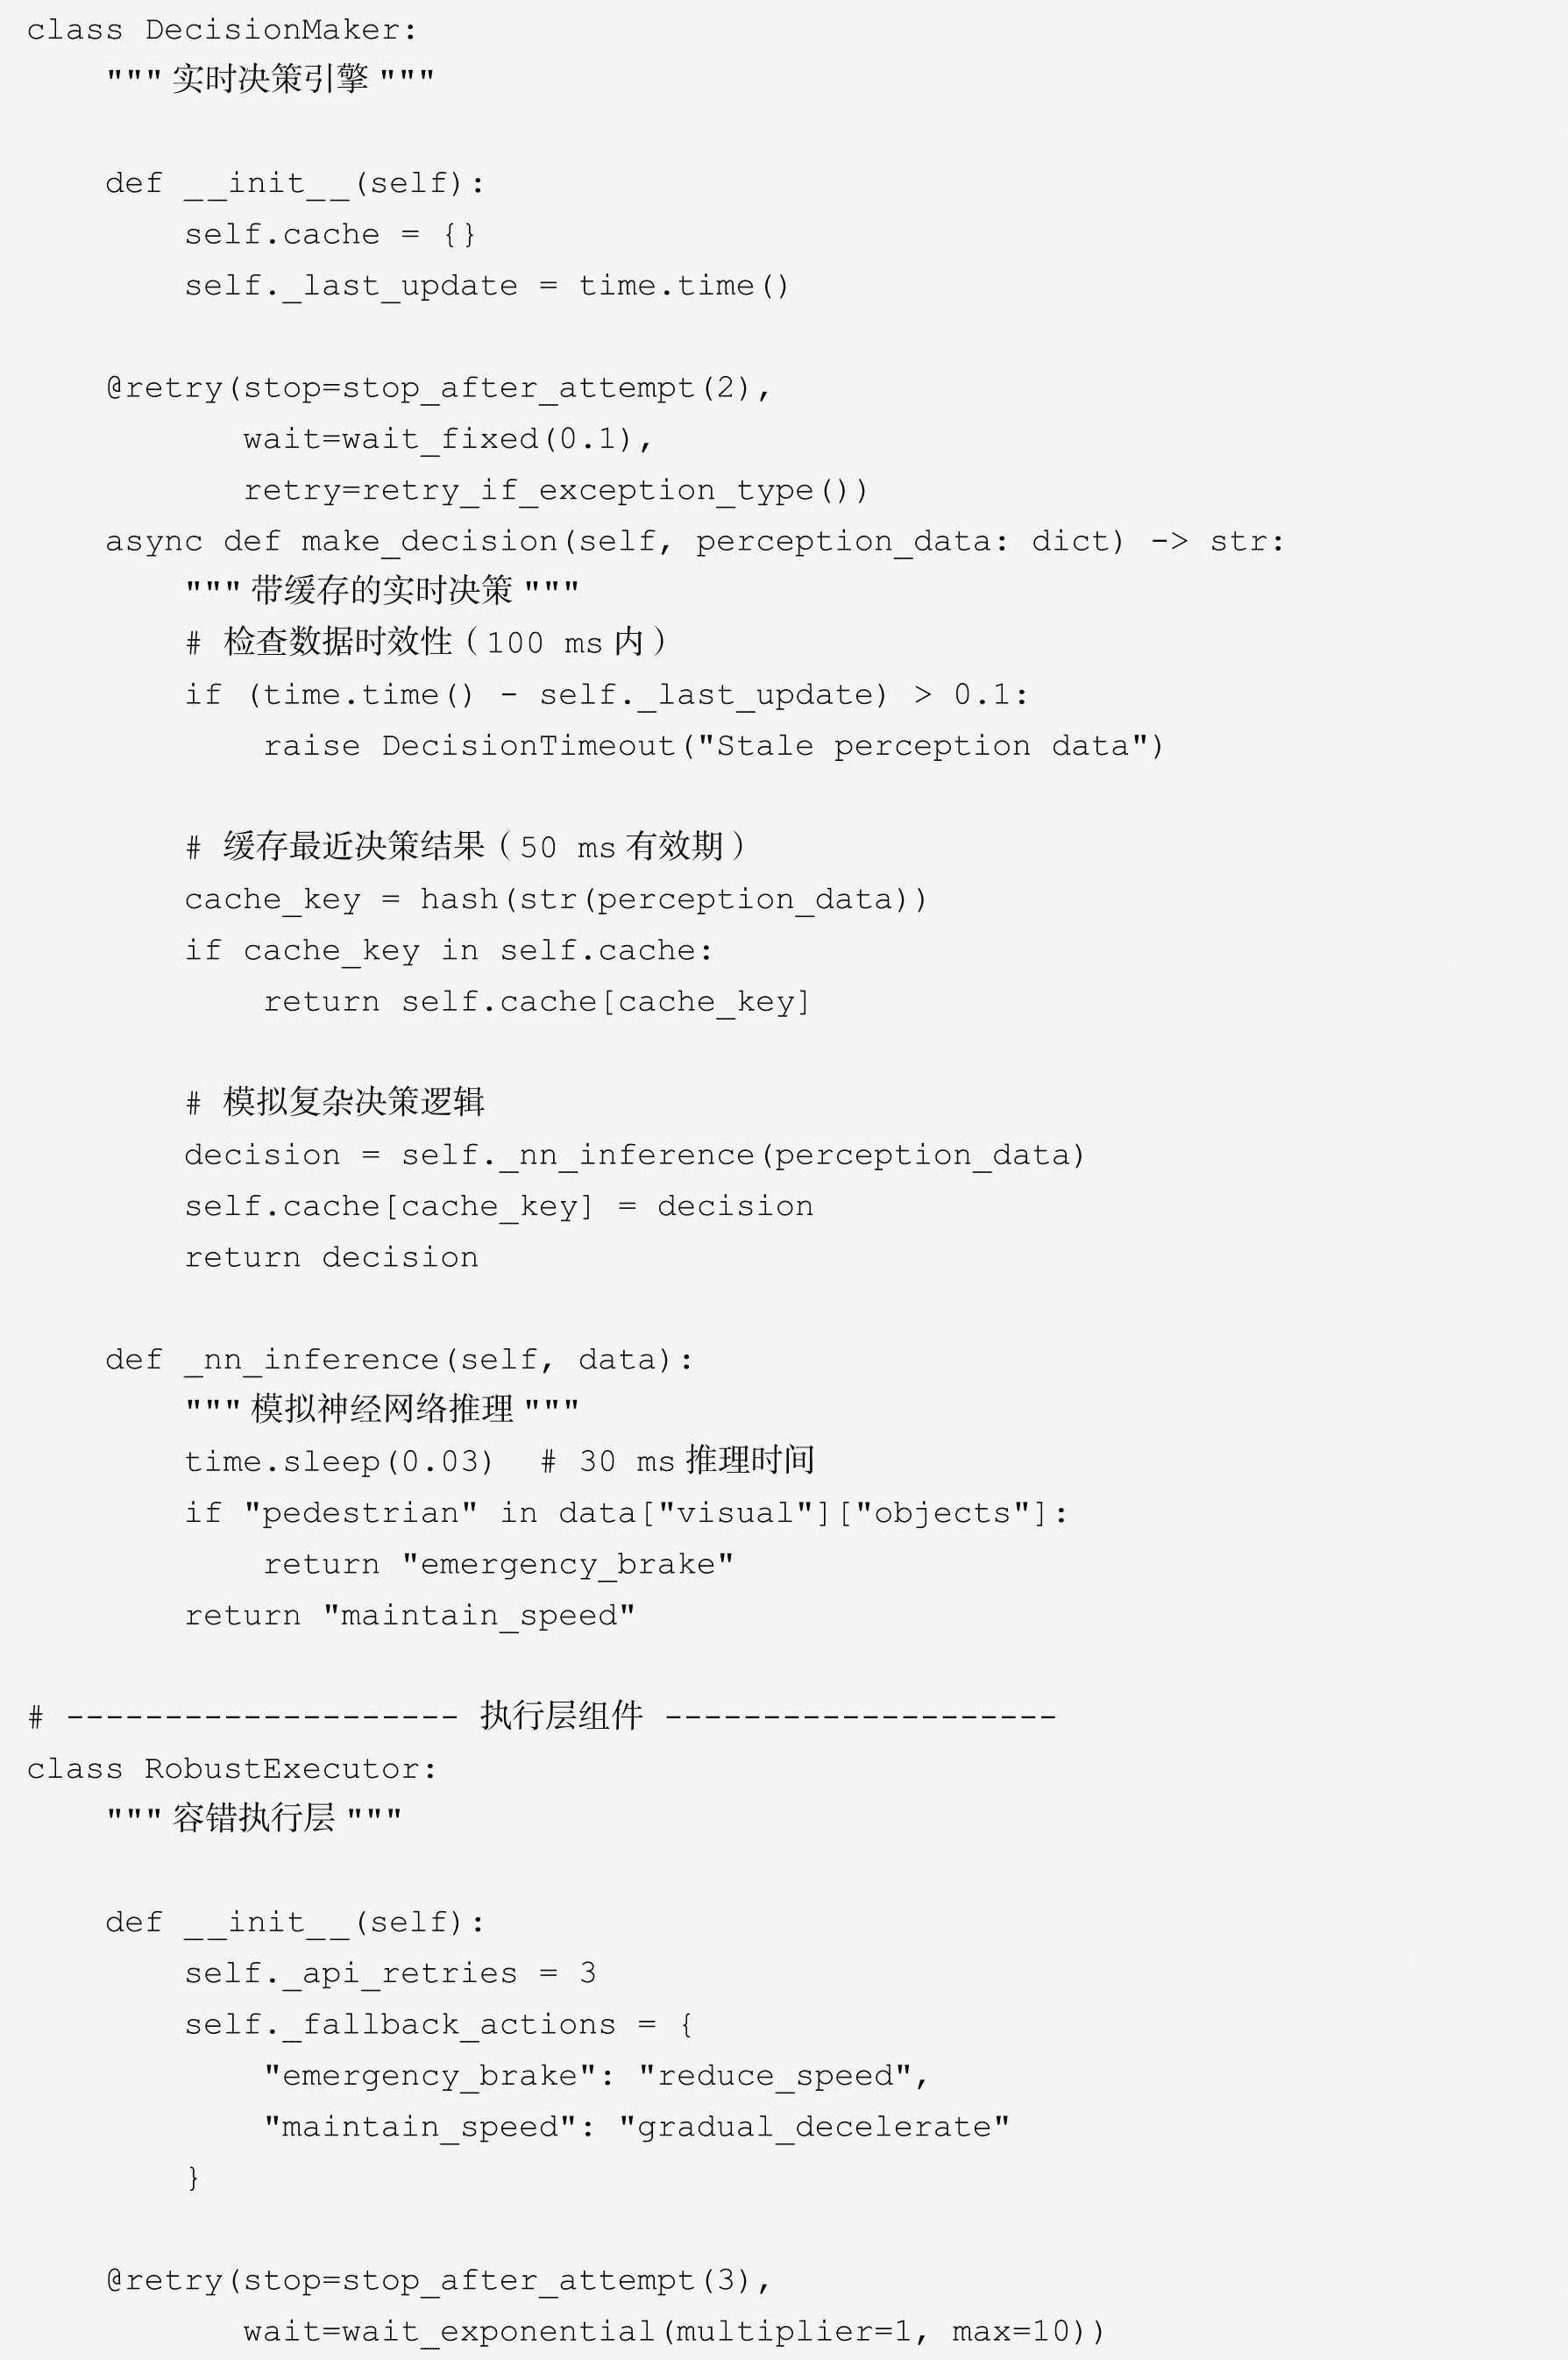 class DecisionMaker:
    """实时决策引擎"""

    def __init__(self):
        self.cache = {}
        self._last_update = time.time()

    @retry(stop=stop_after_attempt(2),
           wait=wait_fixed(0.1),
           retry=retry_if_exception_type())
    async def make_decision(self, perception_data: dict) -> str:
        """带缓存的实时决策"""
        # 检查数据时效性（100 ms内）
        if (time.time() - self._last_update) > 0.1:
            raise DecisionTimeout("Stale perception data")

        # 缓存最近决策结果（50 ms有效期）
        cache_key = hash(str(perception_data))
        if cache_key in self.cache:
            return self.cache[cache_key]

        # 模拟复杂决策逻辑
        decision = self._nn_inference(perception_data)
        self.cache[cache_key] = decision
        return decision

    def _nn_inference(self, data):
        """模拟神经网络推理"""
        time.sleep(0.03)  # 30 ms推理时间
        if "pedestrian" in data["visual"]["objects"]:
            return "emergency_brake"
        return "maintain_speed"

# -------------------- 执行层组件 --------------------
class RobustExecutor:
    """容错执行层"""

    def __init__(self):
        self._api_retries = 3
        self._fallback_actions = {
            "emergency_brake": "reduce_speed",
            "maintain_speed": "gradual_decelerate"
        }

    @retry(stop=stop_after_attempt(3),
           wait=wait_exponential(multiplier=1, max=10))